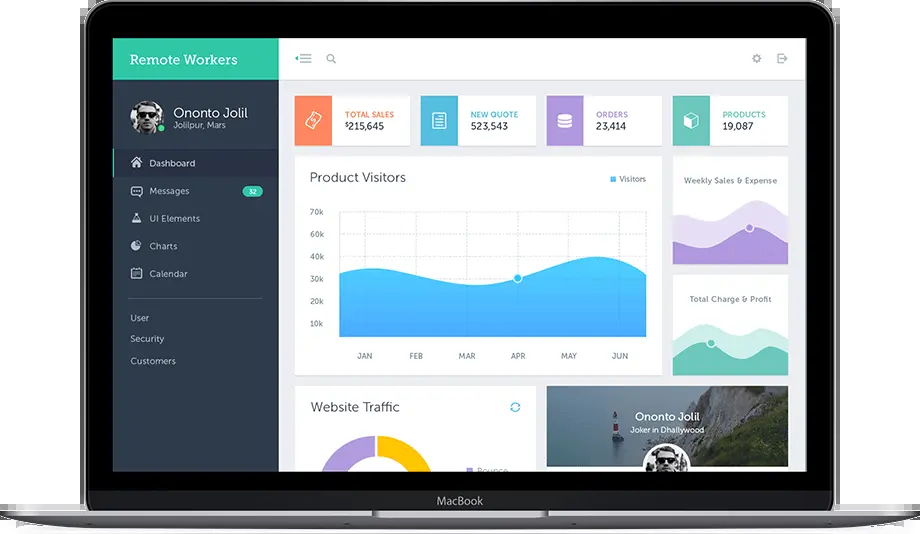 Remote Workers
Ononto Jolil
Jolilpur, Mars
Dashboard
Messages
32
UI Elements
Charts
Calendar
User
Security
Customers
TOTAL SALES
$215,645
NEW QUOTE
523,543
ORDERS
23,414
PRODUCTS
19,087
Product Visitors
Visitors
70k
60k
40k
30k
20k
10k
JAN
FEB
MAR
APR
MAY
JUN
Weekly Sales & Expense
Total Charge & Profit
Website Traffic
Bounce
Ononto Jolil
Joker in Dhallywood
MacBook